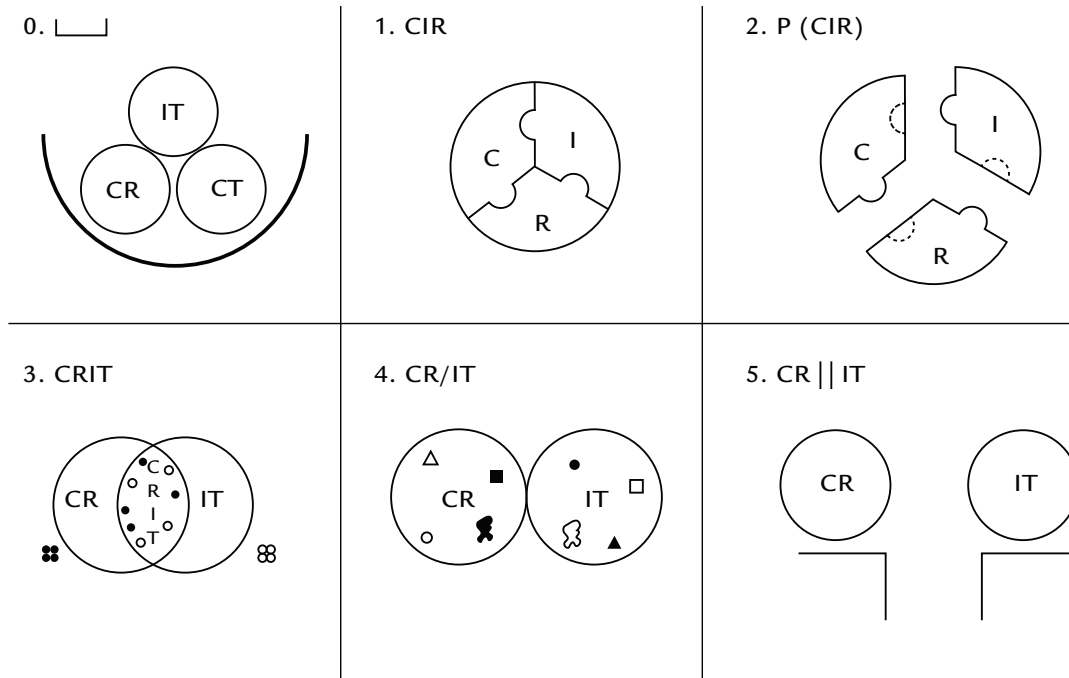 0.
IT
CR
CT
1. CIR
C
I
R
2. P (CIR)
C
I
R
3. CRIT
CR
C
R
I
T
IT
4. CR/IT
CR
IT
5. CR || IT
CR
IT